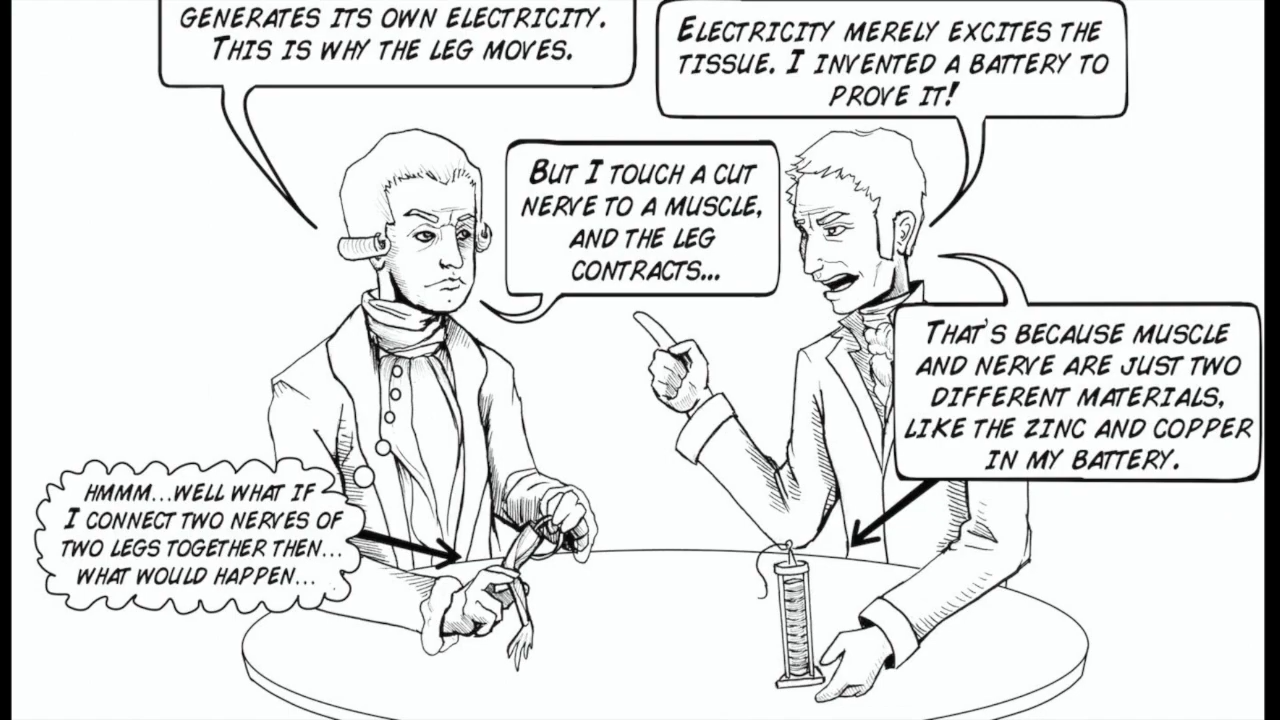 GENERATES ITS OWN ELECTRICITY.
THIS IS WHY THE LEG MOVES.
ELECTRICITY MERELY EXCITES THE
TISSUE. I INVENTED A BATTERY TO
PROVE IT!
BUT I TOUCH A CUT
NERVE TO A MUSCLE,
AND THE LEG
CONTRACTS...
THAT'S BECAUSE MUSCLE
AND NERVE ARE JUST TWO
DIFFERENT MATERIALS,
LIKE THE ZINC AND COPPER
IN MY BATTERY.
HMMM...WELL WHAT IF
I CONNECT TWO NERVES OF
TWO LEGS TOGETHER THEN...
WHAT WOULD HAPPEN...